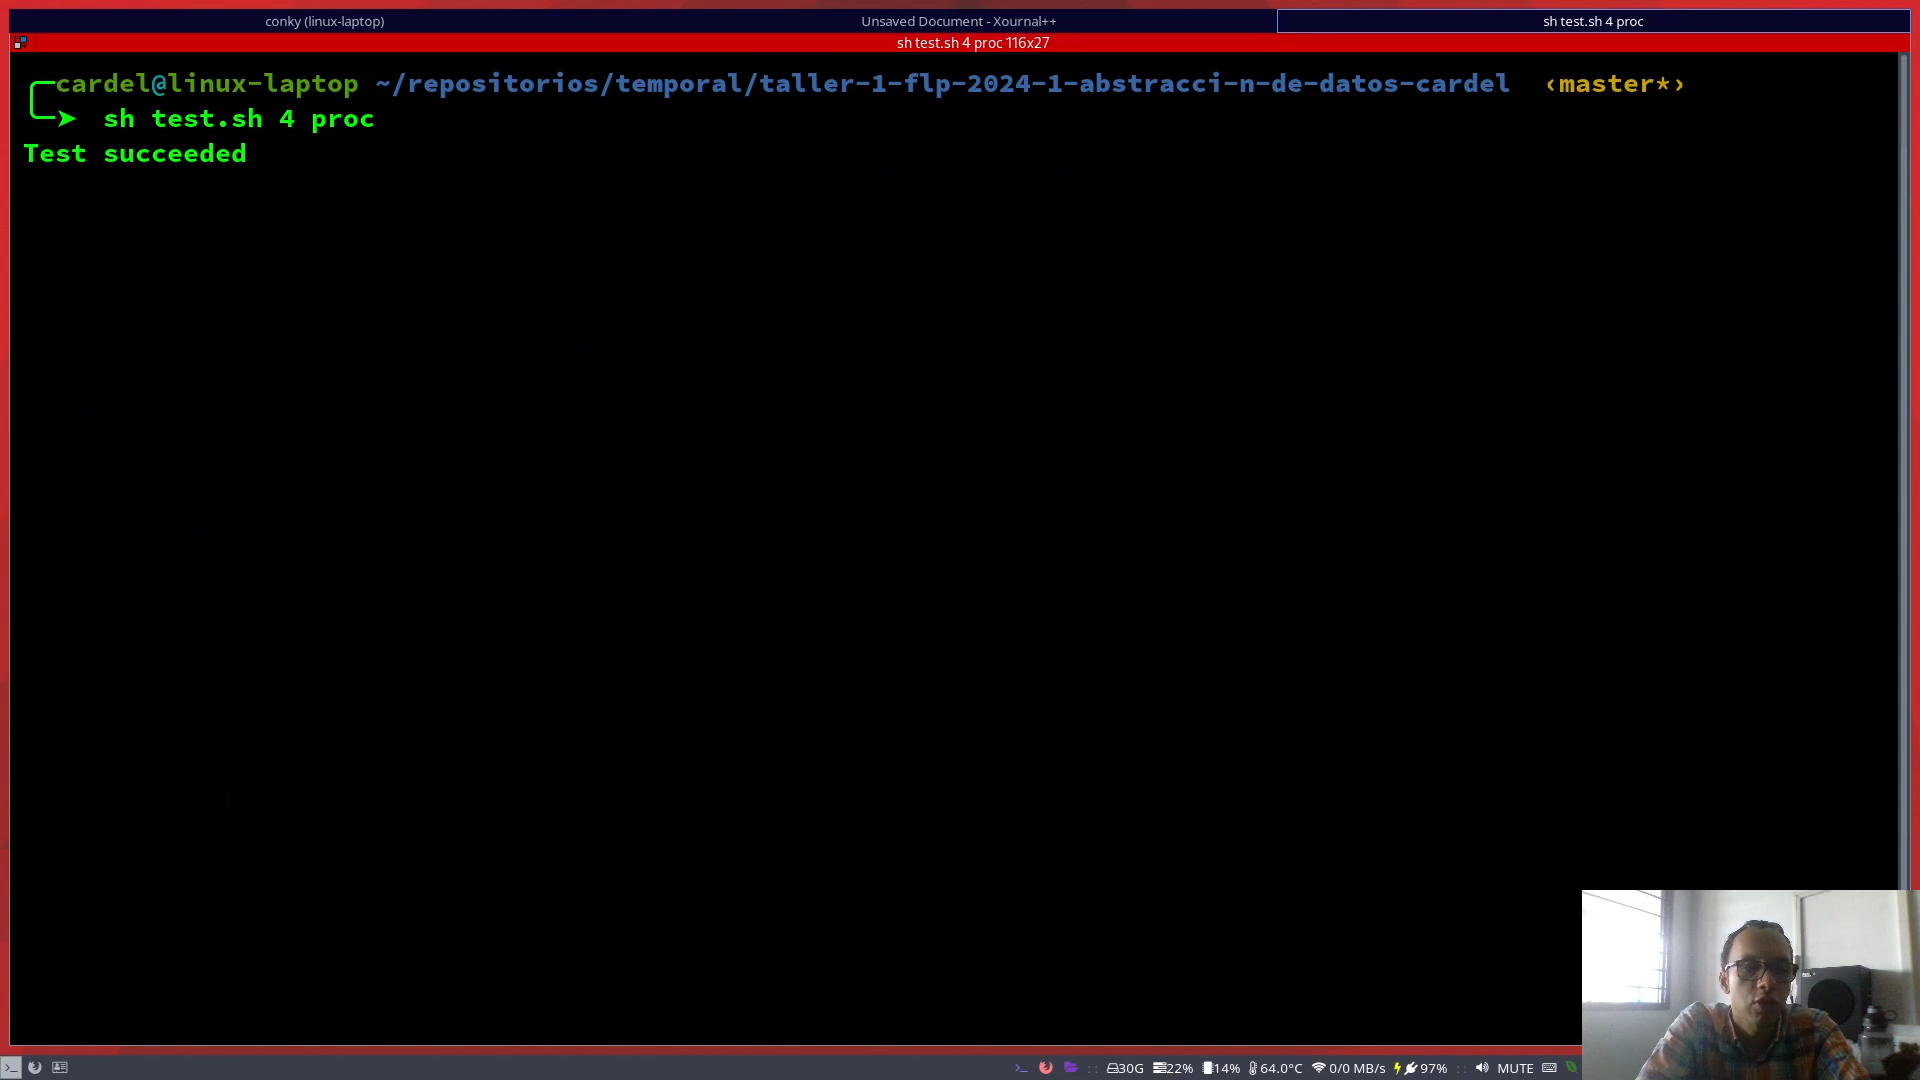 conky (linux-laptop)
Unsaved Document - Xournal++
sh test.sh 4 proc
sh test.sh 4 proc 116x27
cardel@linux-laptop ~/repositorios/temporal/taller-1-flp-2024-1-abstracci-n-de-datos-cardel ‹master*›
➤ sh test.sh 4 proc
Test succeeded
30G 22% 14% 64.0°C 0/0 MB/s 97% :: MUTE